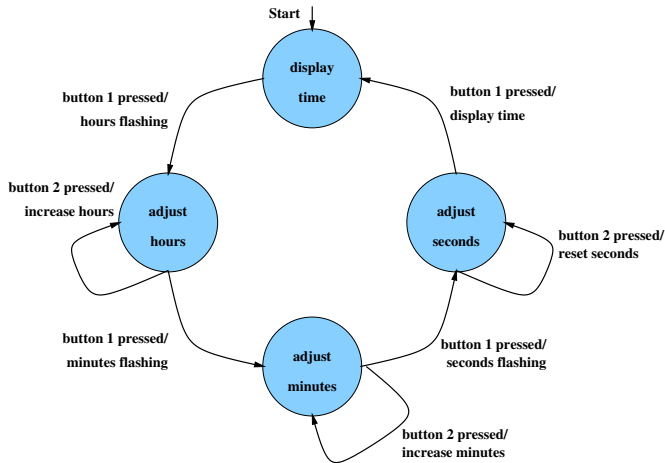 Start
display
time
button 1 pressed/
hours flashing
button 1 pressed/
display time
button 2 pressed/
increase hours
adjust
hours
adjust
seconds
button 2 pressed/
reset seconds
button 1 pressed/
minutes flashing
adjust
minutes
button 1 pressed/
seconds flashing
button 2 pressed/
increase minutes